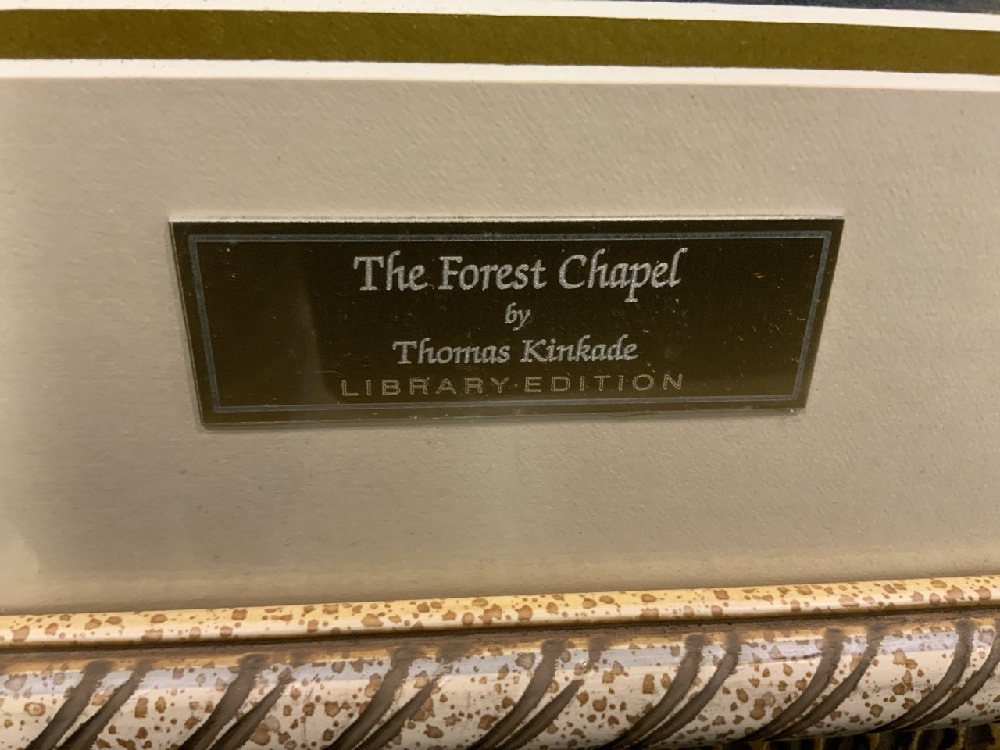 The Forest Chapel
by
Thomas Kinkade
LIBRARY EDITION